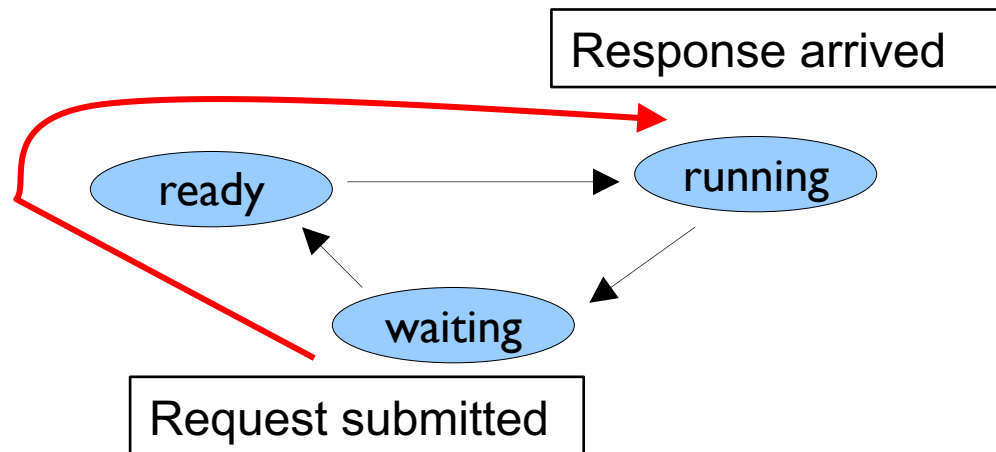 Response arrived
ready
running
waiting
Request submitted